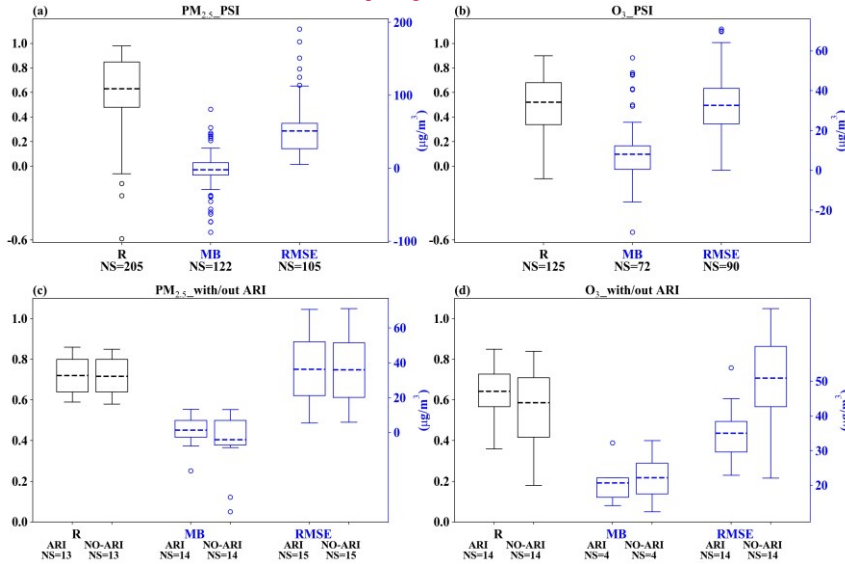 (a) PM2.5_PSI
1.0
0.8
0.6
0.4
0.2
0.0
-0.6
200
100
0
-100
(μg/m³)
R MB RMSE
NS=205 NS=122 NS=105
(b) O3_PSI
1.0
0.8
0.6
0.4
0.2
0.0
-0.6
60
40
20
0
-20
(μg/m³)
R MB RMSE
NS=125 NS=72 NS=90
(c) PM2.5_with/out ARI
1.0
0.8
0.6
0.4
0.2
0.0
60
40
20
0
(μg/m³)
R MB RMSE
ARI NO-ARI ARI NO-ARI ARI NO-ARI
NS=13 NS=13 NS=14 NS=14 NS=15 NS=15
(d) O3_with/out ARI
1.0
0.8
0.6
0.4
0.2
0.0
50
40
30
20
(μg/m³)
R MB RMSE
ARI NO-ARI ARI NO-ARI ARI NO-ARI
NS=14 NS=14 NS=4 NS=4 NS=14 NS=14